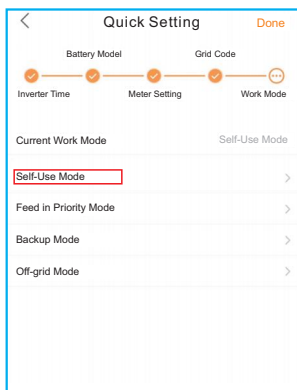 Quick Setting Done
Battery Model Grid Code
Inverter Time Meter Setting Work Mode
Current Work Mode Self-Use Mode
Self-Use Mode
Feed in Priority Mode
Backup Mode
Off-grid Mode